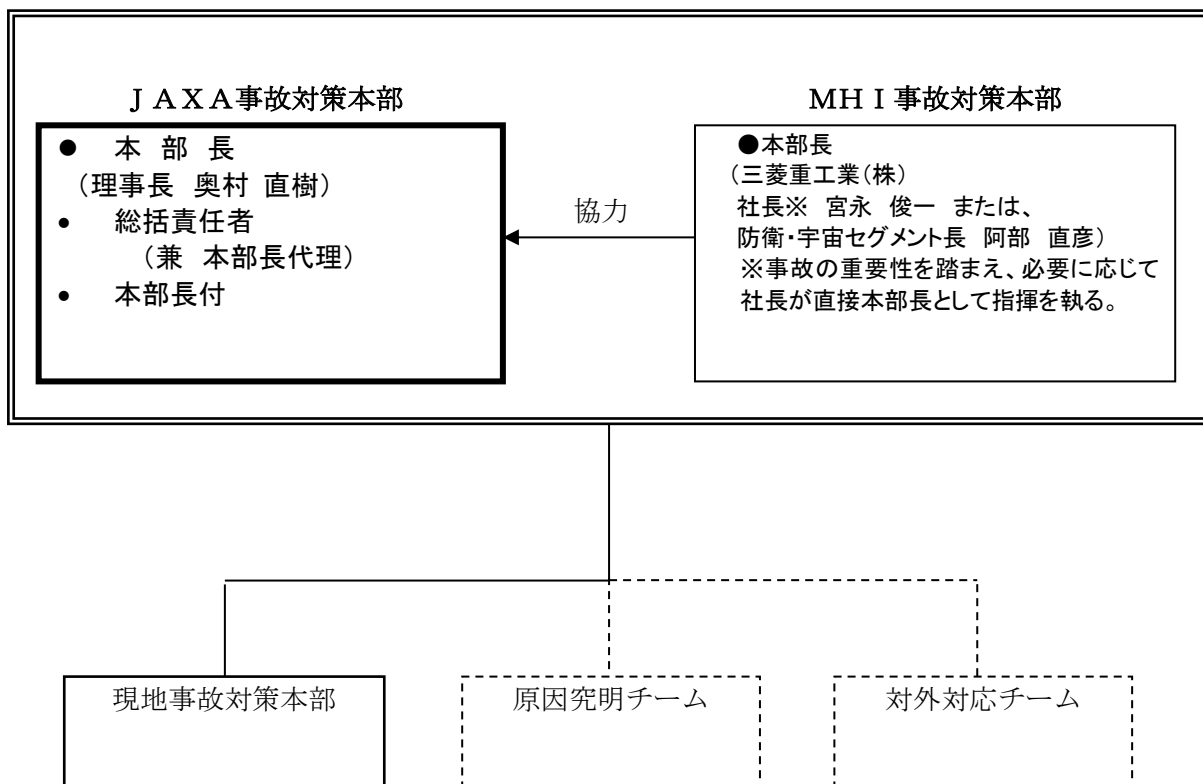 ＪＡＸＡ事故対策本部
● 本 部 長
（理事長 奥村 直樹）
• 総括責任者
（兼 本部長代理）
• 本部長付
協力
ＭＨＩ事故対策本部
●本部長
（三菱重工業（株）
社長※ 宮永 俊一 または、
防衛・宇宙セグメント長 阿部 直彦）
※事故の重要性を踏まえ、必要に応じて
社長が直接本部長として指揮を執る。
現地事故対策本部
原因究明チーム
対外対応チーム